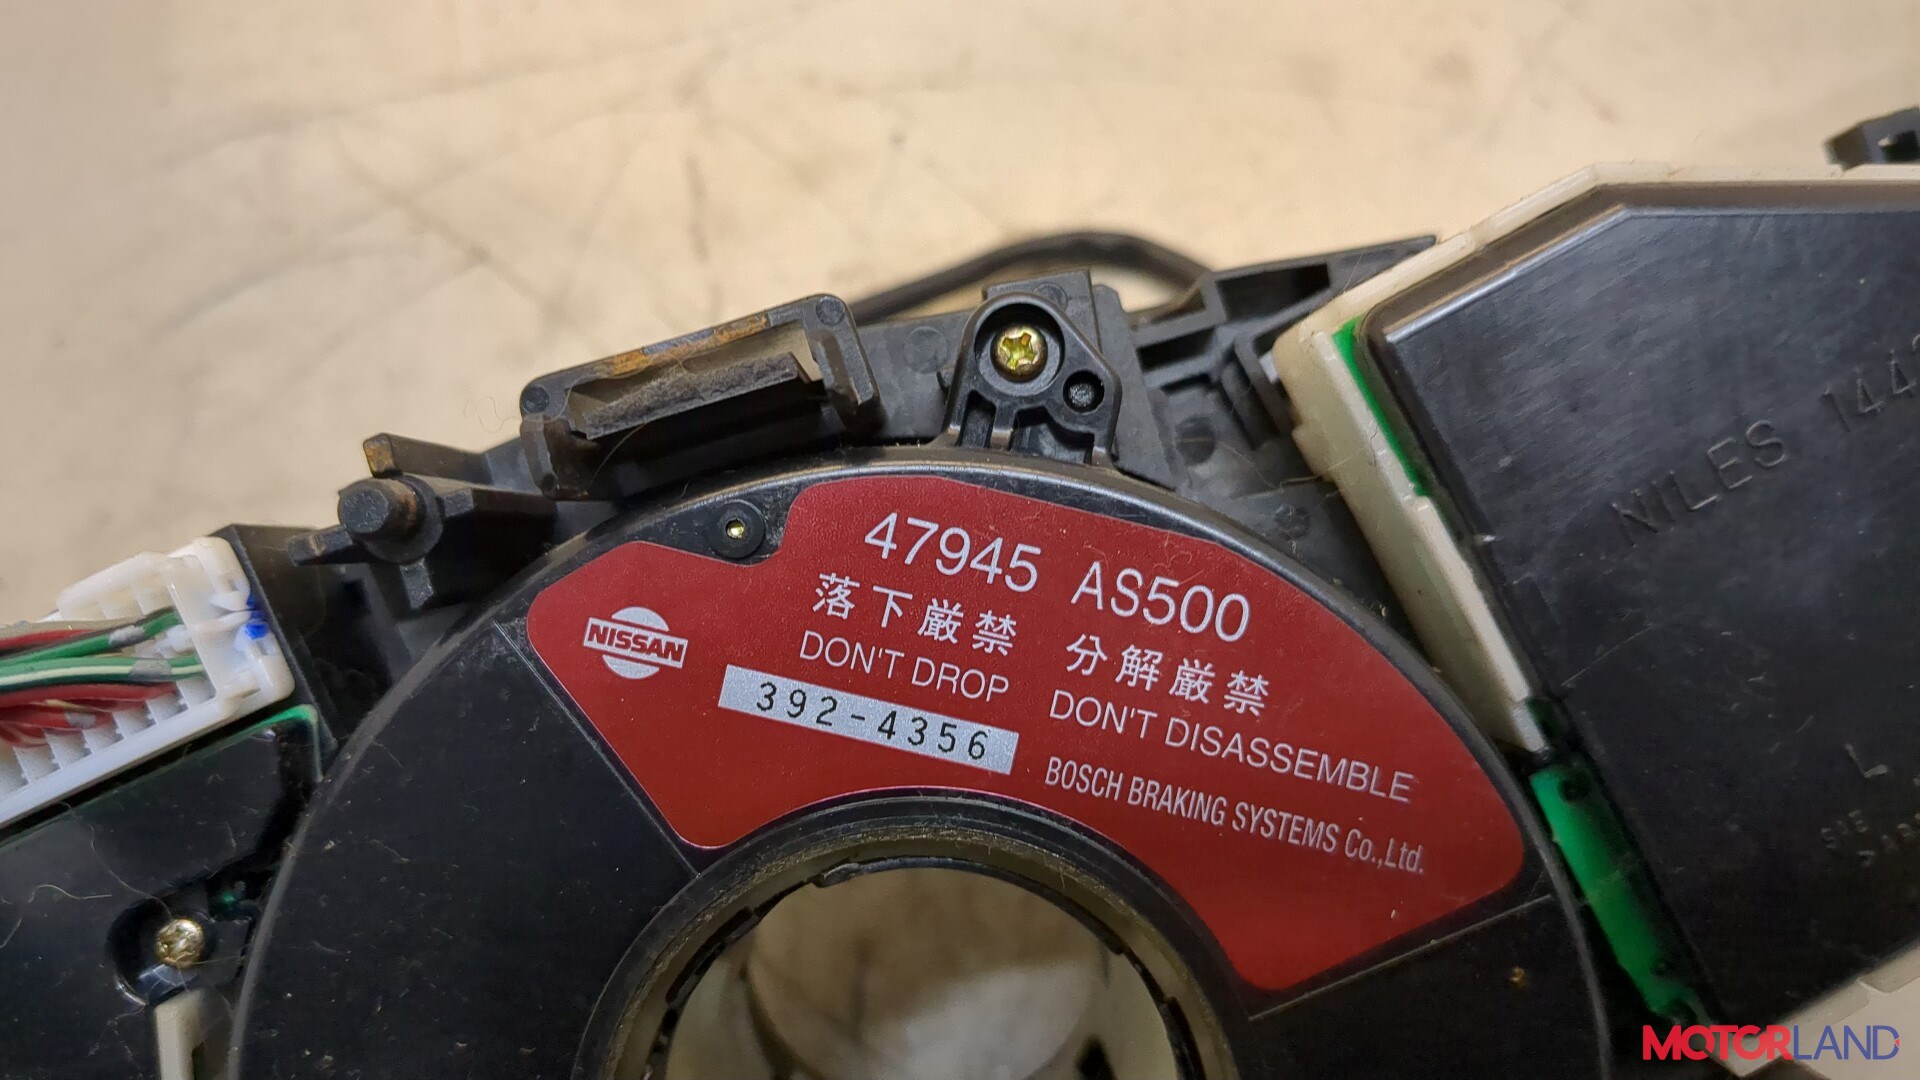 47945 AS500
落下厳禁 分解厳禁
DON'T DROP DON'T DISASSEMBLE
NISSAN
392-4356
BOSCH BRAKING SYSTEMS Co.,Ltd.
NILES 144
L
MOTORLAND